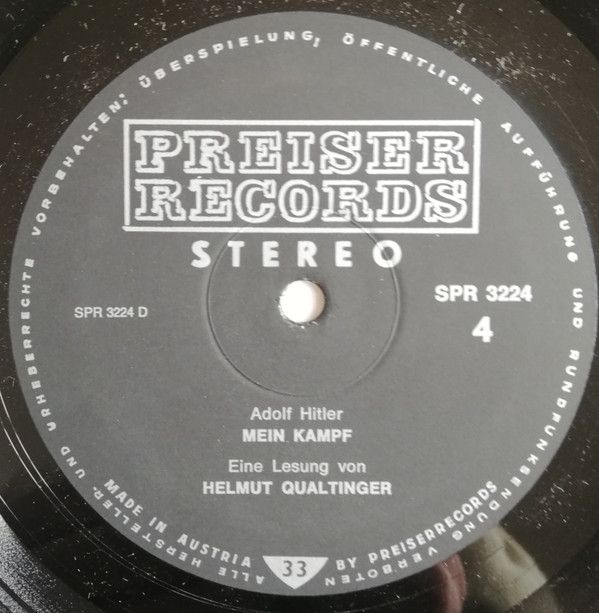 ALLE HERSTELLER- UND URHEBERRECHTE VORBEHALTEN; ÜBERSPIELUNG; ÖFFENTLICHE AUFFÜHRUNG UND RUNDFUNKSENDUNG VERBOTEN
PREISER
RECORDS
STEREO
SPR 3224 D
SPR 3224
4
Adolf Hitler
MEIN KAMPF
Eine Lesung von
HELMUT QUALTINGER
MADE IN AUSTRIA
33
BY PREISERRECORDS